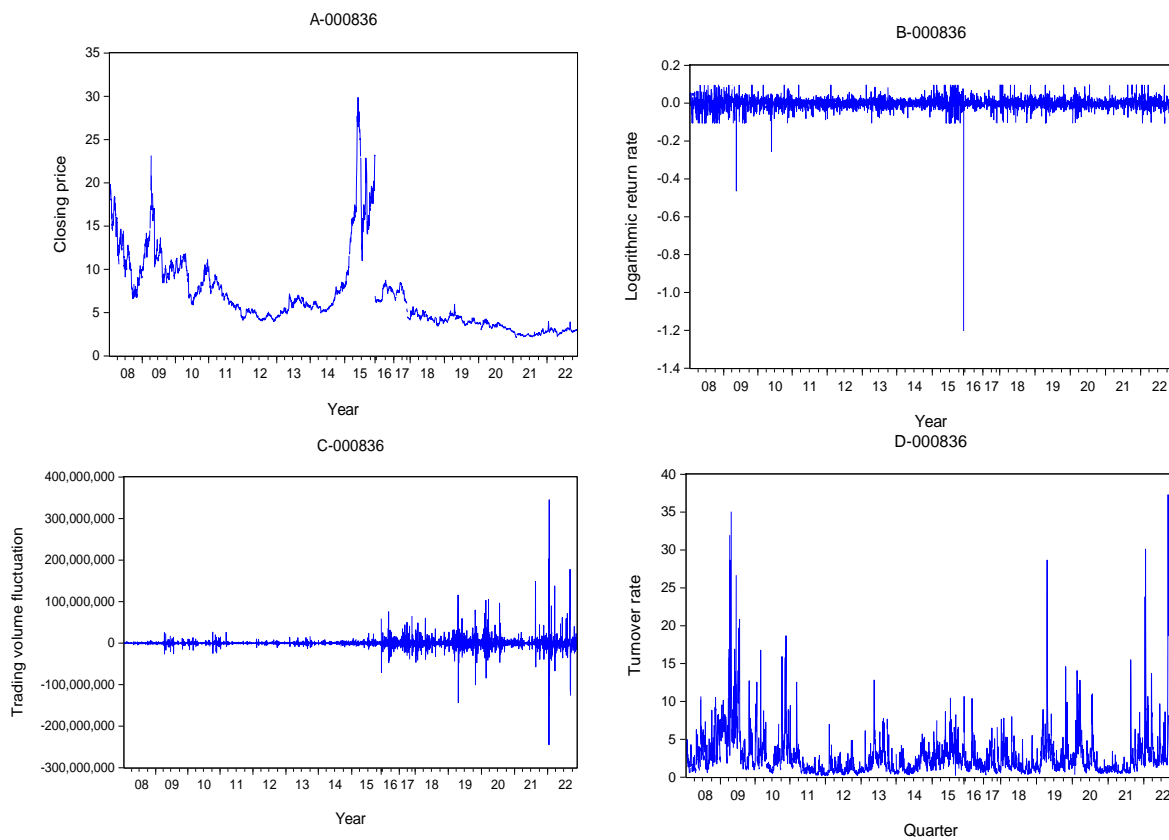 A-000836
Closing price
35
30
25
20
15
10
5
0
08 09 10 11 12 13 14 15 16 17 18 19 20 21 22
Year
B-000836
Logarithmic return rate
0.2
0.0
-0.2
-0.4
-0.6
-0.8
-1.0
-1.2
-1.4
08 09 10 11 12 13 14 15 16 17 18 19 20 21 22
Year
C-000836
Trading volume fluctuation
400,000,000
300,000,000
200,000,000
100,000,000
0
-100,000,000
-200,000,000
-300,000,000
08 09 10 11 12 13 14 15 16 17 18 19 20 21 22
Year
D-000836
Turnover rate
40
35
30
25
20
15
10
5
0
08 09 10 11 12 13 14 15 16 17 18 19 20 21 22
Quarter